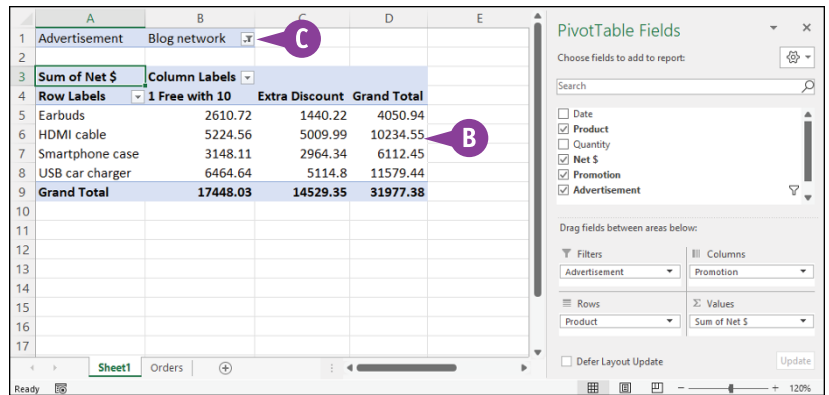 A B C D E
1 Advertisement Blog network
C
2
3 Sum of Net $ Column Labels
4 Row Labels 1 Free with 10 Extra Discount Grand Total
5 Earbuds 2610.72 1440.22 4050.94
6 HDMI cable 5224.56 5009.99 10234.55
B
7 Smartphone case 3148.11 2964.34 6112.45
8 USB car charger 6464.64 5114.8 11579.44
9 Grand Total 17448.03 14529.35 31977.38
10
11
12
13
14
15
16
17
Sheet1 Orders
Ready
120%
PivotTable Fields
Choose fields to add to report:
Search
Date
Product
Quantity
Net $
Promotion
Advertisement
Drag fields between areas below:
Filters Columns
Advertisement Promotion
Rows Σ Values
Product Sum of Net $
Defer Layout Update Update